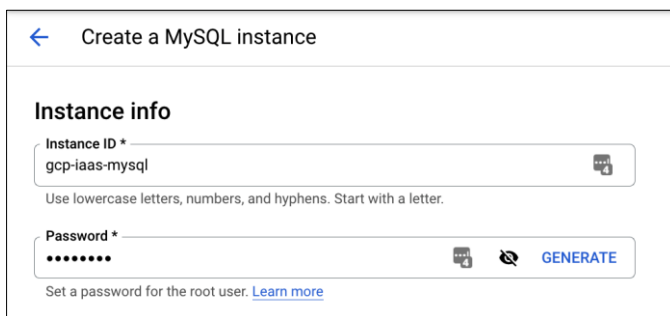 Create a MySQL instance
Instance info
Instance ID *
gcp-iaas-mysql
Use lowercase letters, numbers, and hyphens. Start with a letter.
Password *
•••••••• GENERATE
Set a password for the root user. Learn more